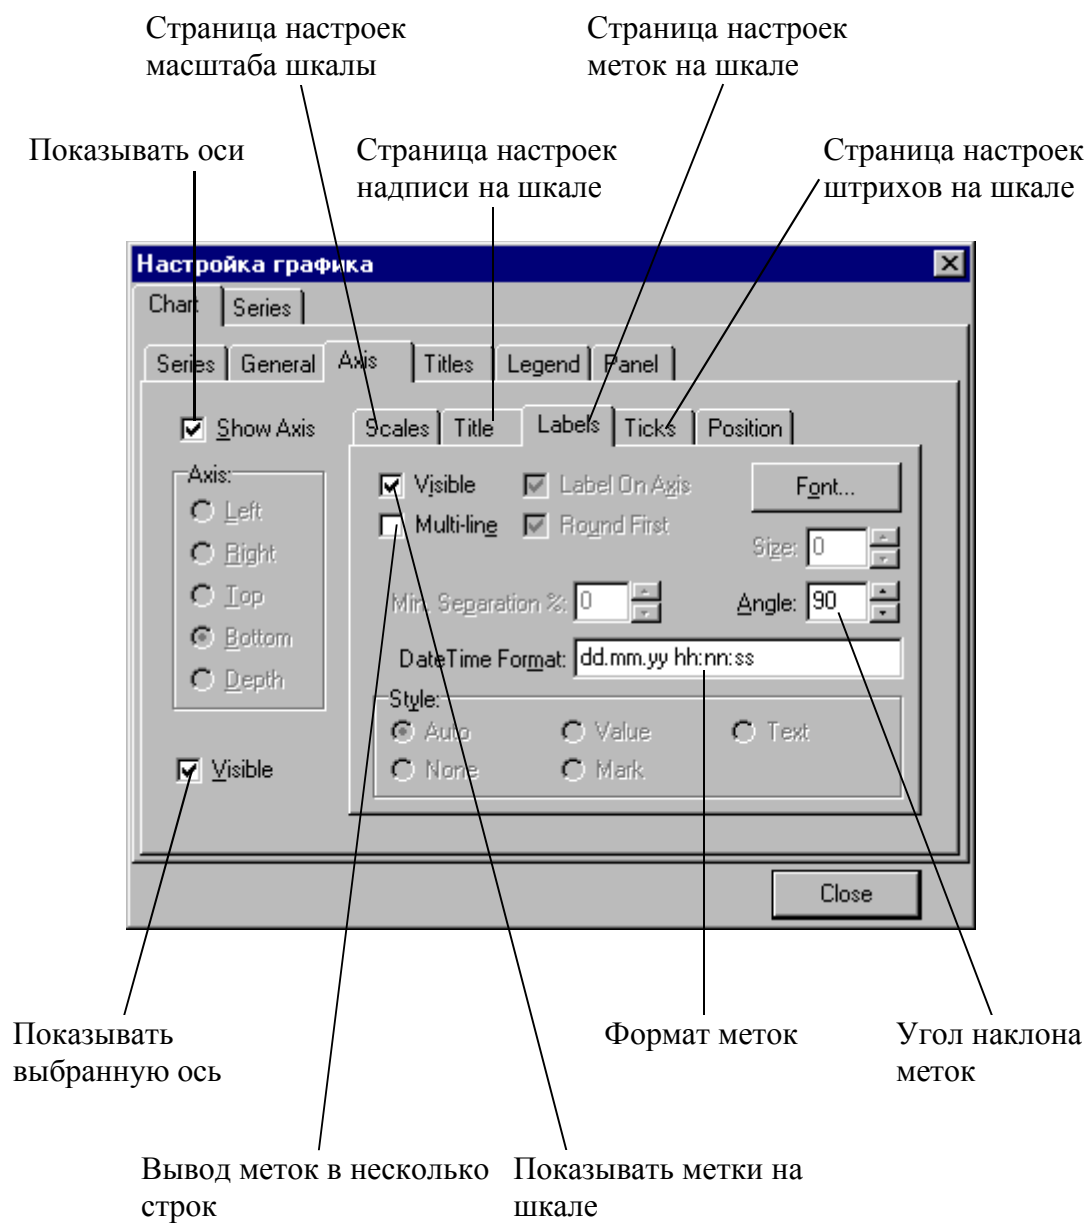 Страница настроек
масштаба шкалы
Страница настроек
меток на шкале
Показывать оси
Страница настроек
надписи на шкале
Страница настроек
штрихов на шкале
Настройка графика
Chart Series
Series General Axis Titles Legend Panel
Show Axis
Scales Title Labels Ticks Position
Axis:
Left
Right
Top
Bottom
Depth
Visible
Visible Label On Axis Font...
Multi-line Round First
Size: 0
Min. Separation %: 0 Angle: 90
DateTime Format: dd.mm.yy hh:nn:ss
Style:
Auto Value Text
None Mark
Close
Показывать
выбранную ось
Формат меток
Угол наклона
меток
Вывод меток в несколько
строк
Показывать метки на
шкале